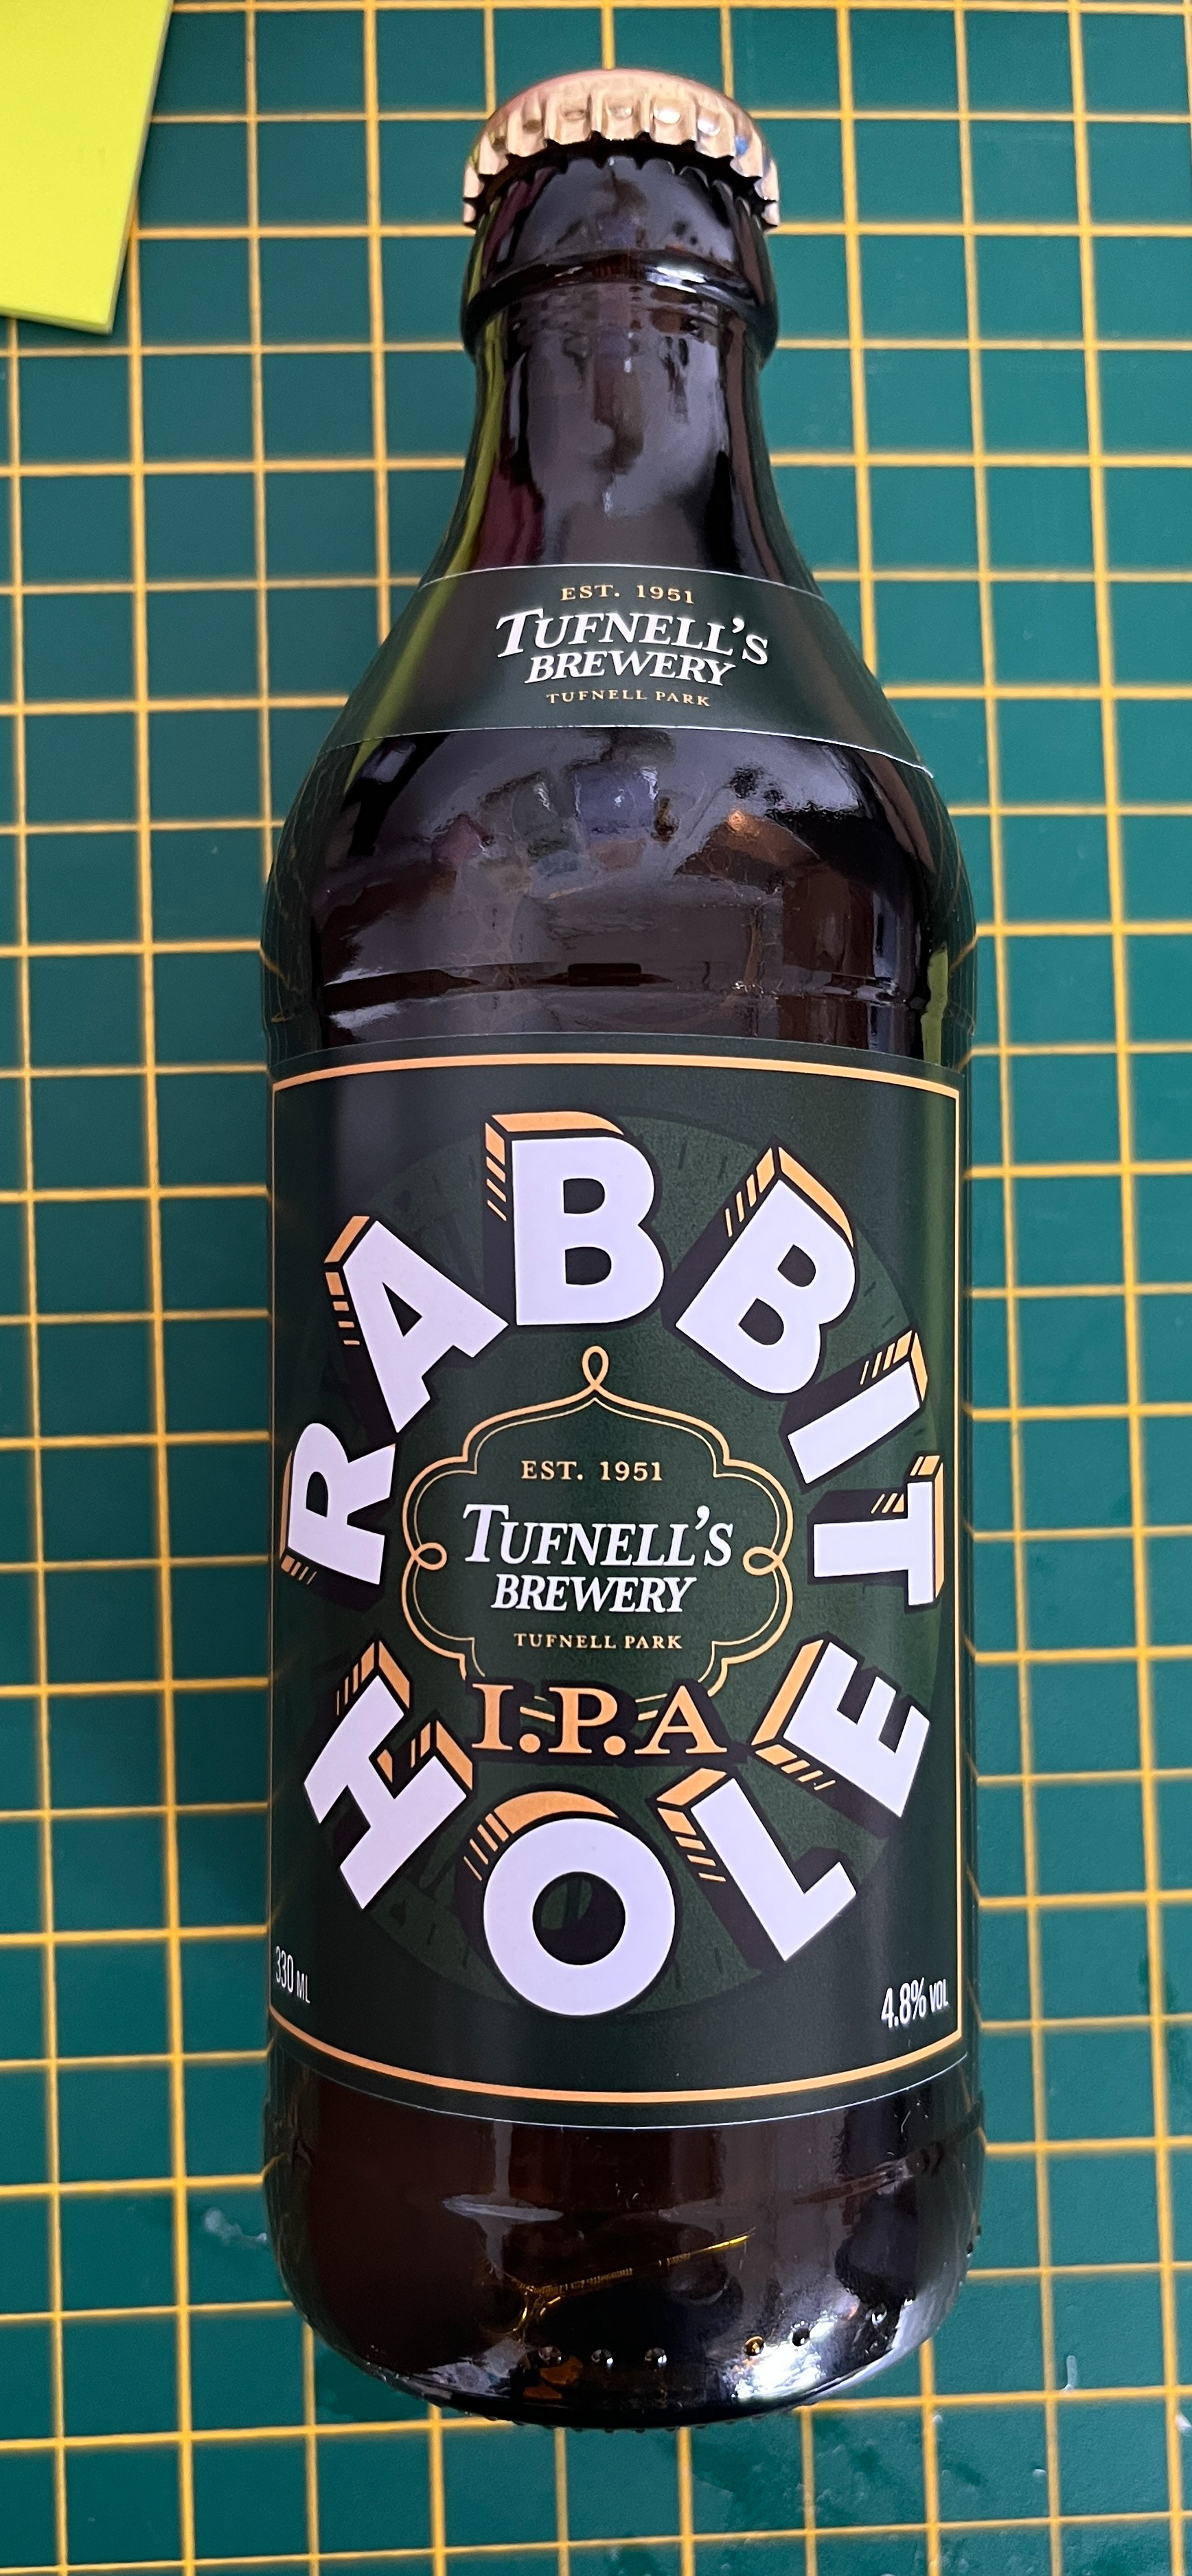 EST. 1951
TUFNELL'S
BREWERY
TUFNELL PARK
RABBIT
EST. 1951
TUFNELL'S
BREWERY
TUFNELL PARK
I.P.A
HOLE
330 ML
4.8% VOL